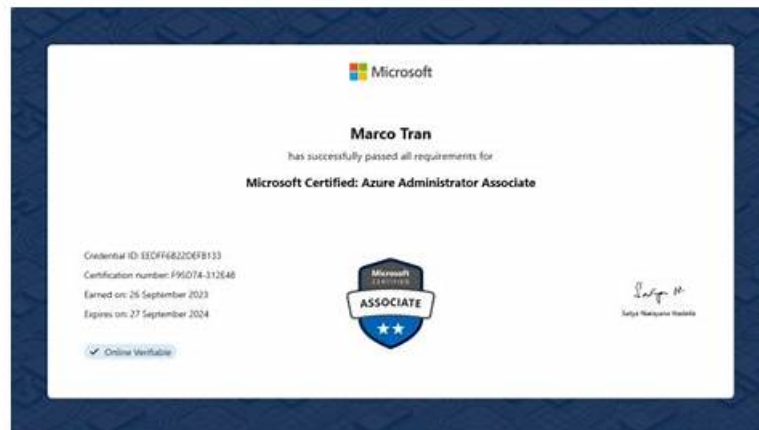 Microsoft
Marco Tran
has successfully passed all requirements for
Microsoft Certified: Azure Administrator Associate
Credential ID: EEDFF6B22DEFB133
Certification number: F95D74-312E48
Earned on: 26 September 2023
Expires on: 27 September 2024
Online Verifiable
Microsoft
CERTIFIED
ASSOCIATE
Satya N
Satya Narayana Nadella